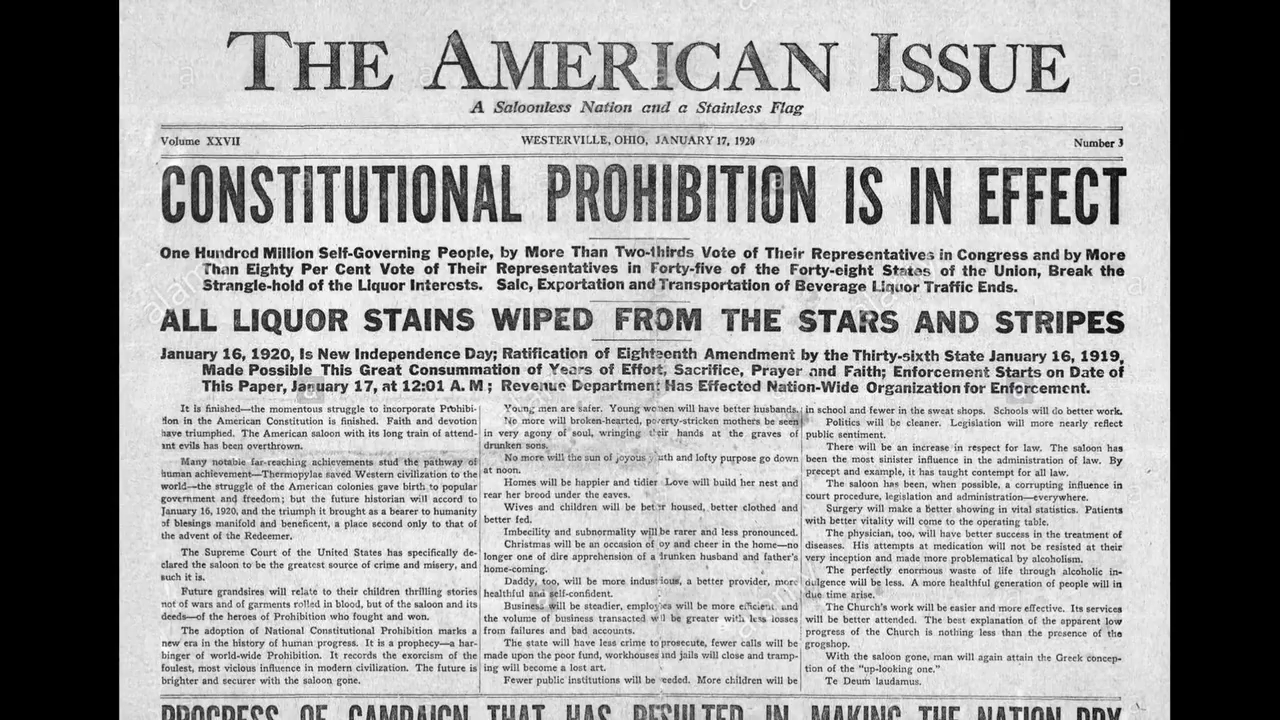 THE AMERICAN ISSUE
A Saloonless Nation and a Stainless Flag
Volume XXVII
WESTERVILLE, OHIO, JANUARY 17, 1920
Number 3
CONSTITUTIONAL PROHIBITION IS IN EFFECT
One Hundred Million Self-Governing People, by More Than Two-thirds Vote of Their Representatives in Congress and by More
Than Eighty Per Cent Vote of Their Representatives in Forty-five of the Forty-eight States of the Union, Break the
Strangle-hold of the Liquor Interests. Sale, Exportation and Transportation of Beverage Liquor Traffic Ends.
ALL LIQUOR STAINS WIPED FROM THE STARS AND STRIPES
January 16, 1920, Is New Independence Day; Ratification of Eighteenth Amendment by the Thirty-sixth State January 16, 1919,
Made Possible This Great Consummation of Years of Effort, Sacrifice, Prayer and Faith; Enforcement Starts on Date of
This Paper, January 17, at 12:01 A. M; Revenue Department Has Effected Nation-Wide Organization for Enforcement.
It is finished—the momentous struggle to incorporate Prohibi-
tion in the American Constitution is finished. Faith and devotion
have triumphed. The American saloon with its long train of attend-
ant evils has been overthrown.
Many notable far-reaching achievements stud the pathway of
human achievement—Thermopylae saved Western civilization to the
world—the struggle of the American colonies gave birth to popular
government and freedom; but the future historian will accord to
January 16, 1920, and the triumph it brought as a bearer to humanity
of blesings manifold and beneficent, a place second only to that of
the advent of the Redeemer.
The Supreme Court of the United States has specifically de-
clared the saloon to be the greatest source of crime and misery, and
such it is.
Future grandsires will relate to their children thrilling stories
not of wars and of garments rolled in blood, but of the saloon and its
deeds—of the heroes of Prohibition who fought and won.
The adoption of National Constitutional Prohibition marks a
new era in the history of human progress. It is a prophecy—a har-
binger of world-wide Prohibition. It records the exorcism of the
foulest, most vicious influence in modern civilization. The future is
brighter and securer with the saloon gone.
Young men are safer. Young women will have better husbands.
No more will broken-hearted, poverty-stricken mothers be seen
in very agony of soul, wringing their hands at the graves of
drunken sons.
No more will the sun of joyous youth and lofty purpose go down
at noon.
Homes will be happier and tidier Love will build her nest and
rear her brood under the eaves.
Wives and children will be better housed, better clothed and
better fed.
Imbecility and subnormality will be rarer and less pronounced.
Christmas will be an occasion of joy and cheer in the home—no
longer one of dire apprehension of a drunken husband and father's
home-coming.
Daddy, too, will be more industrious, a better provider, more
healthful and self-confident.
Business will be steadier, employes will be more efficient, and
the volume of business transacted will be greater with less losses
from failures and bad accounts.
The state will have less crime to prosecute, fewer calls will be
made upon the poor fund, workhouses and jails will close and tramp-
ing will become a lost art.
Fewer public institutions will be needed. More children will be
in school and fewer in the sweat shops. Schools will do better work.
Politics will be cleaner. Legislation will more nearly reflect
public sentiment.
There will be an increase in respect for law. The saloon has
been the most sinister influence in the administration of law. By
precept and example, it has taught contempt for all law.
The saloon has been, when possible, a corrupting influence in
court procedure, legislation and administration—everywhere.
Surgery will make a better showing in vital statistics. Patients
with better vitality will come to the operating table.
The physician, too, will have better success in the treatment of
diseases. His attempts at medication will not be resisted at their
very inception and made more problematical by alcoholism.
The perfectly enormous waste of life through alcoholic in-
dulgence will be less. A more healthful generation of people will in
due time arise.
The Church's work will be easier and more effective. Its services
will be better attended. The best explanation of the apparent low
progress of the Church is nothing less than the presence of the
grogshop.
With the saloon gone, man will again attain the Greek concep-
tion of the "up-looking one."
Te Deum laudamus.
PROGRESS OF CAMPAIGN THAT HAS RESULTED IN MAKING THE NATION DRY